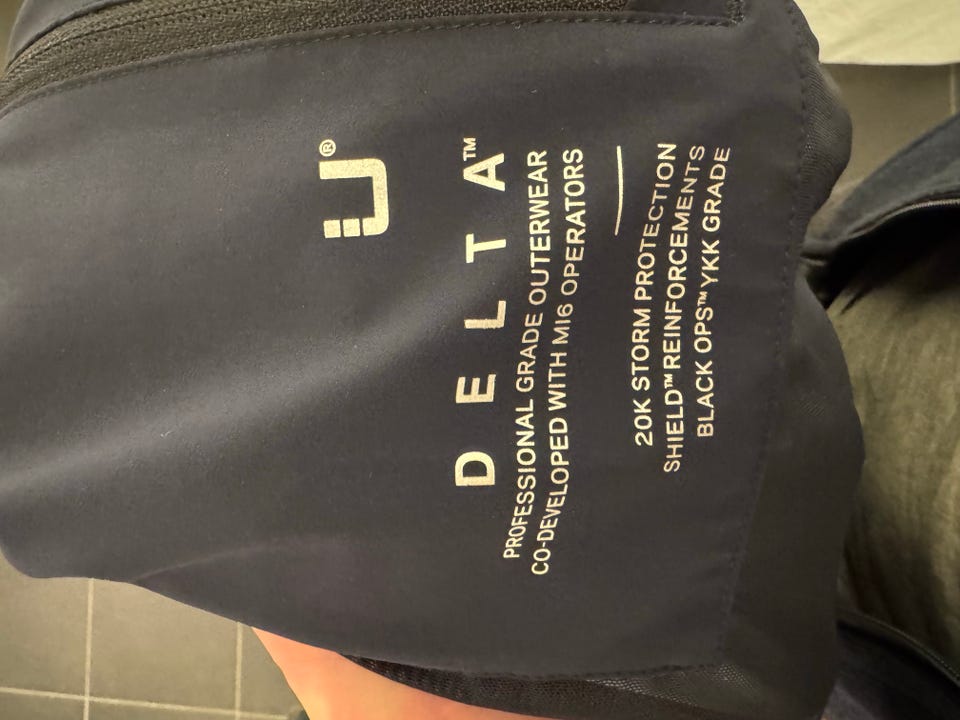 Ü®
DELTA™
PROFESSIONAL GRADE OUTERWEAR
CO-DEVELOPED WITH MI6 OPERATORS
20K STORM PROTECTION
SHIELD™ REINFORCEMENTS
BLACK OPS™ YKK GRADE